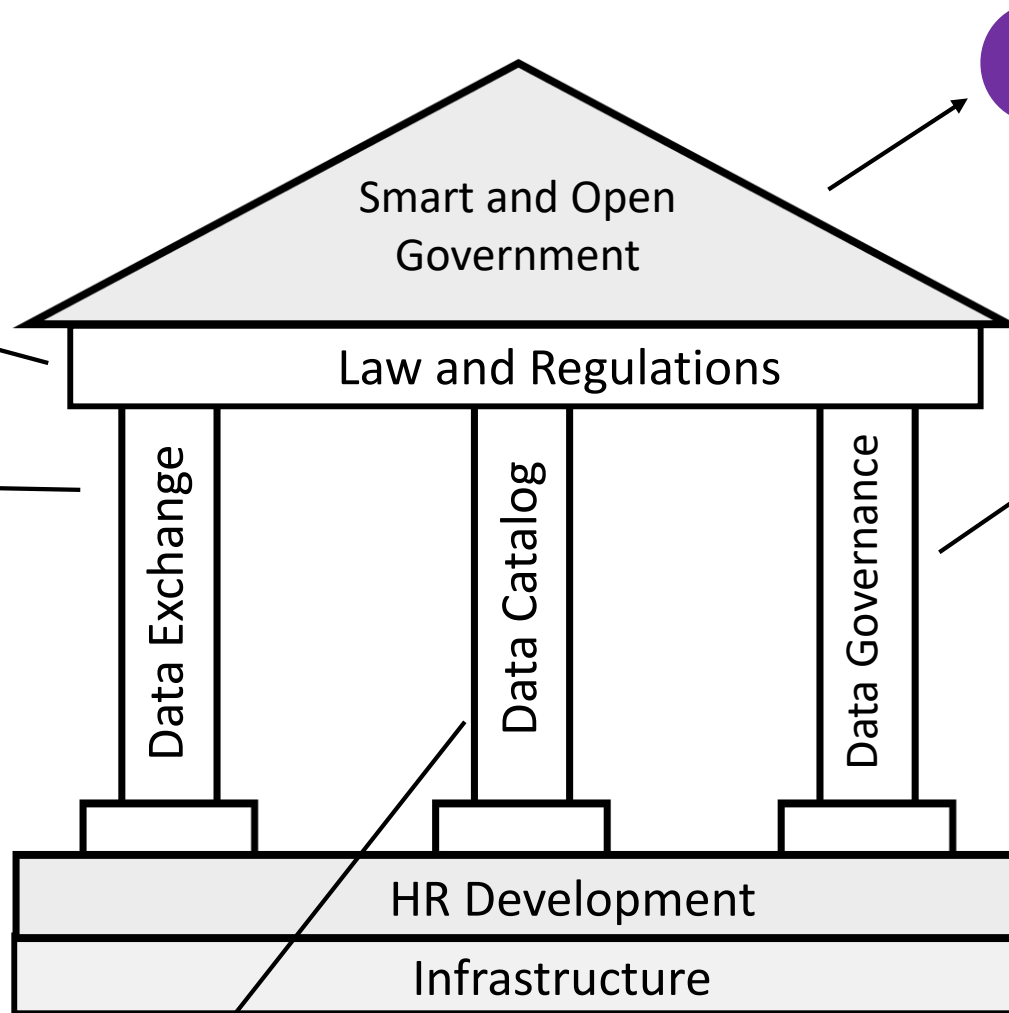 Smart and Open
Government
Law and Regulations
Data Exchange
Data Catalog
Data Governance
HR Development
Infrastructure